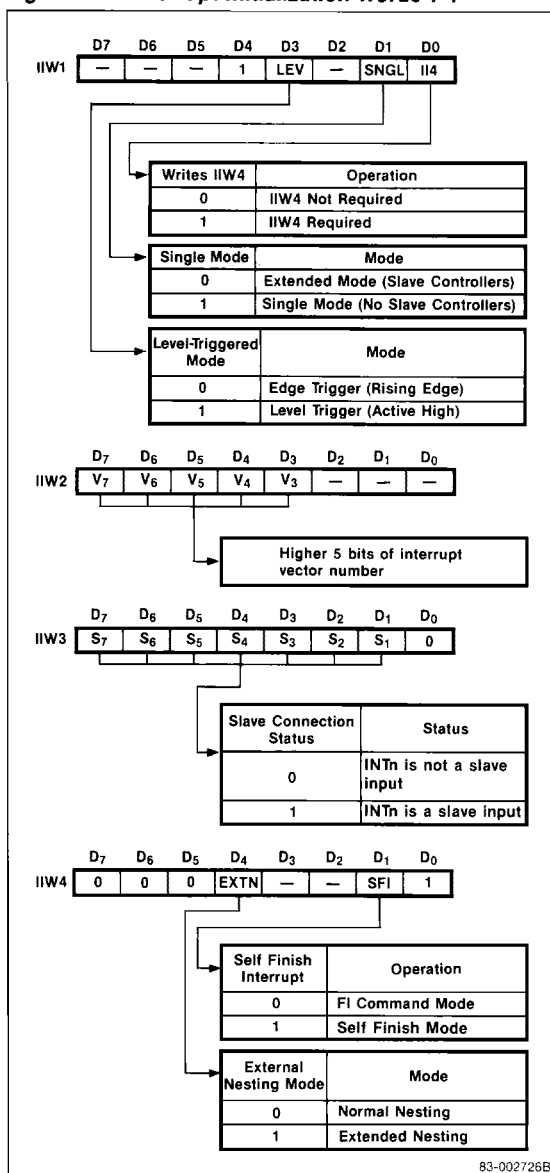 D7 D6 D5 D4 D3 D2 D1 D0
IIW1 — — — 1 LEV — SNGL II4
Writes IIW4 Operation
0 IIW4 Not Required
1 IIW4 Required
Single Mode Mode
0 Extended Mode (Slave Controllers)
1 Single Mode (No Slave Controllers)
Level-Triggered Mode Mode
0 Edge Trigger (Rising Edge)
1 Level Trigger (Active High)
D7 D6 D5 D4 D3 D2 D1 D0
IIW2 V7 V6 V5 V4 V3 — — —
Higher 5 bits of interrupt
vector number
D7 D6 D5 D4 D3 D2 D1 D0
IIW3 S7 S6 S5 S4 S3 S2 S1 0
Slave Connection Status Status
0 INTn is not a slave input
1 INTn is a slave input
D7 D6 D5 D4 D3 D2 D1 D0
IIW4 0 0 0 EXTN — — SFI 1
Self Finish Interrupt Operation
0 FI Command Mode
1 Self Finish Mode
External Nesting Mode Mode
0 Normal Nesting
1 Extended Nesting
83-002726B